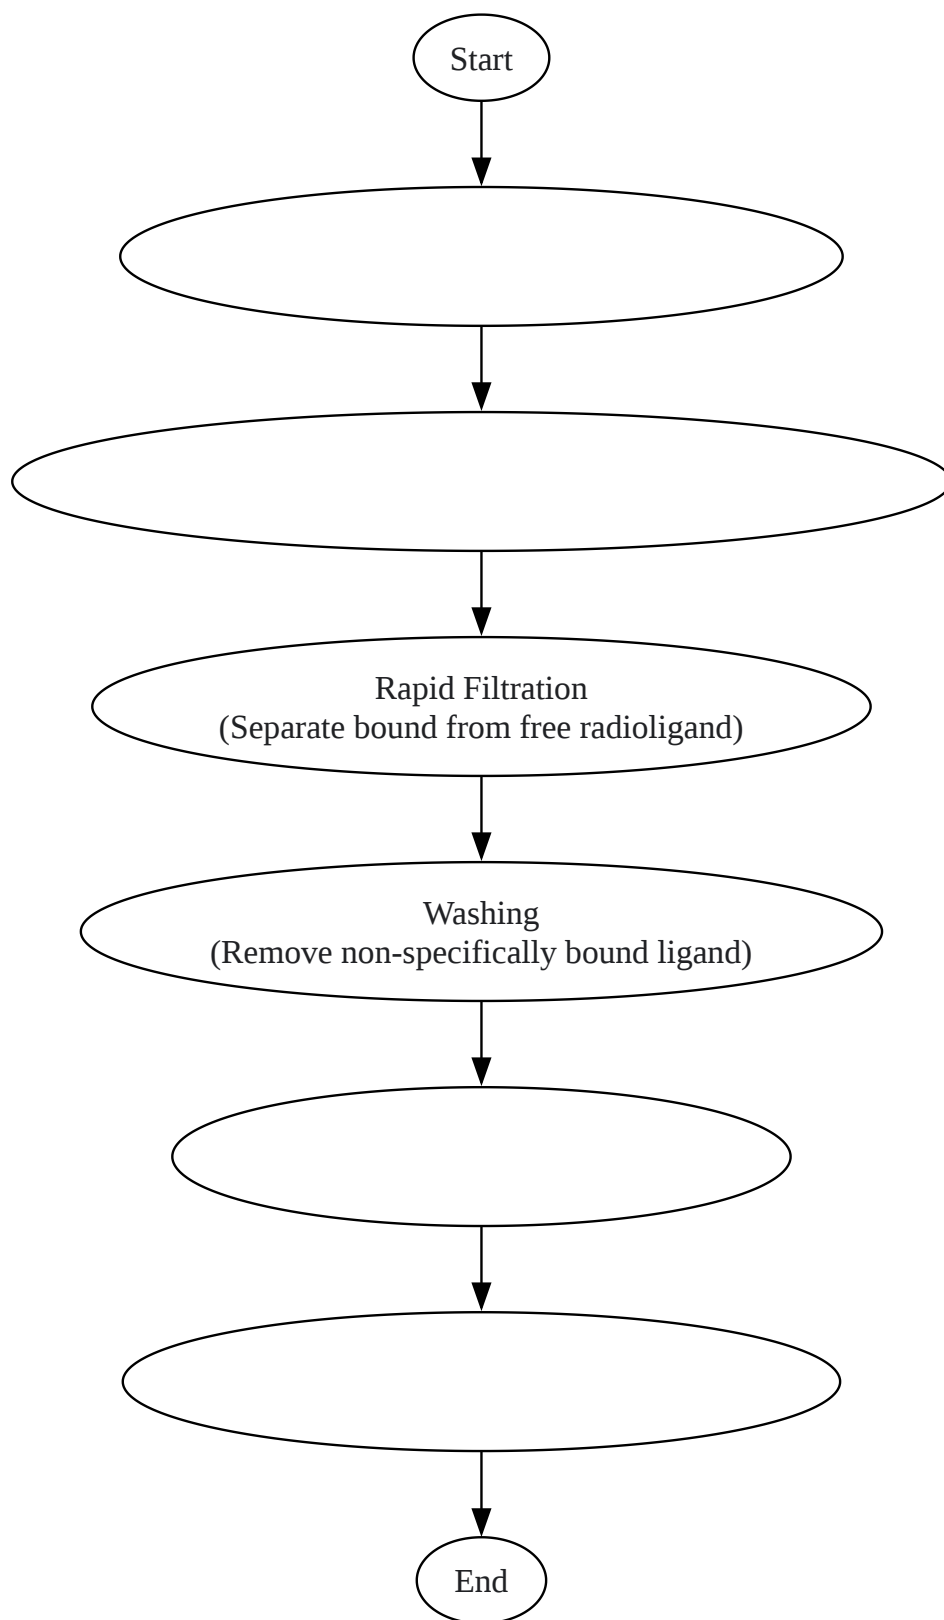 Start
Rapid Filtration
(Separate bound from free radioligand)
Washing
(Remove non-specifically bound ligand)
End